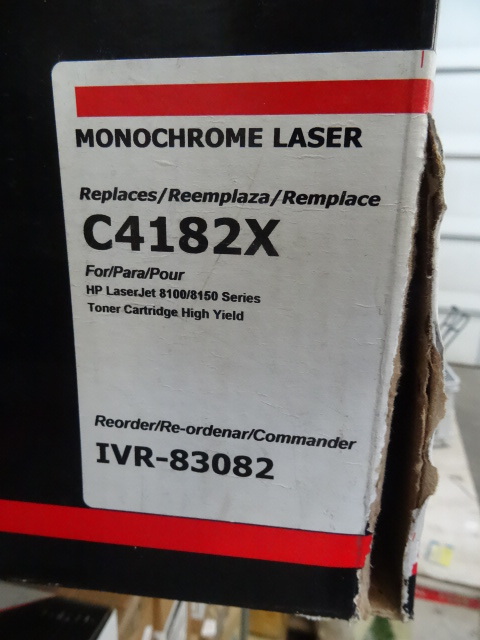 MONOCHROME LASER
Replaces/Reemplaza/Remplace
C4182X
For/Para/Pour
HP LaserJet 8100/8150 Series
Toner Cartridge High Yield
Reorder/Re-ordenar/Commander
IVR-83082